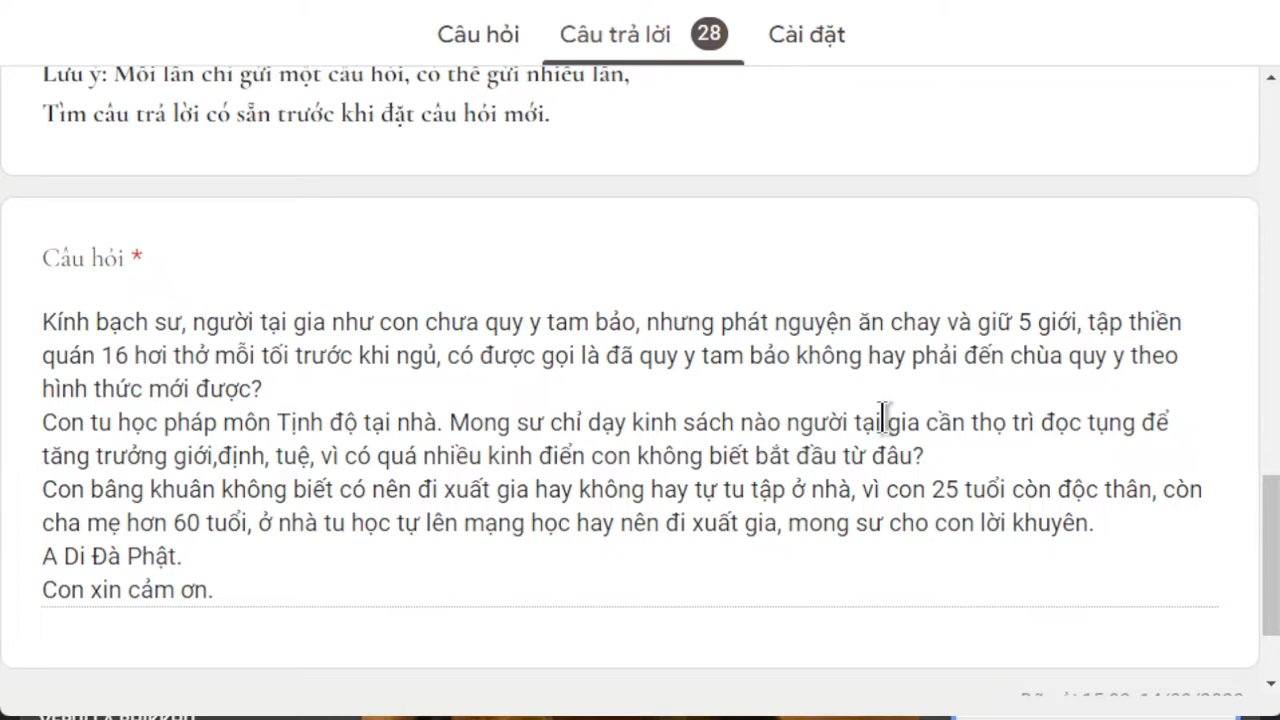 Câu hỏi Câu trả lời 28 Cài đặt
Lưu ý: Mỗi lần chỉ gửi một câu hỏi, có thể gửi nhiều lần,
Tìm câu trả lời có sẵn trước khi đặt câu hỏi mới.
Câu hỏi *
Kính bạch sư, người tại gia như con chưa quy y tam bảo, nhưng phát nguyện ăn chay và giữ 5 giới, tập thiền
quán 16 hơi thở mỗi tối trước khi ngủ, có được gọi là đã quy y tam bảo không hay phải đến chùa quy y theo
hình thức mới được?
Con tu học pháp môn Tịnh độ tại nhà. Mong sư chỉ dạy kinh sách nào người tại gia cần thọ trì đọc tụng để
tăng trưởng giới,định, tuệ, vì có quá nhiều kinh điển con không biết bắt đầu từ đâu?
Con bâng khuân không biết có nên đi xuất gia hay không hay tự tu tập ở nhà, vì con 25 tuổi còn độc thân, còn
cha mẹ hơn 60 tuổi, ở nhà tu học tự lên mạng học hay nên đi xuất gia, mong sư cho con lời khuyên.
A Di Đà Phật.
Con xin cảm ơn.